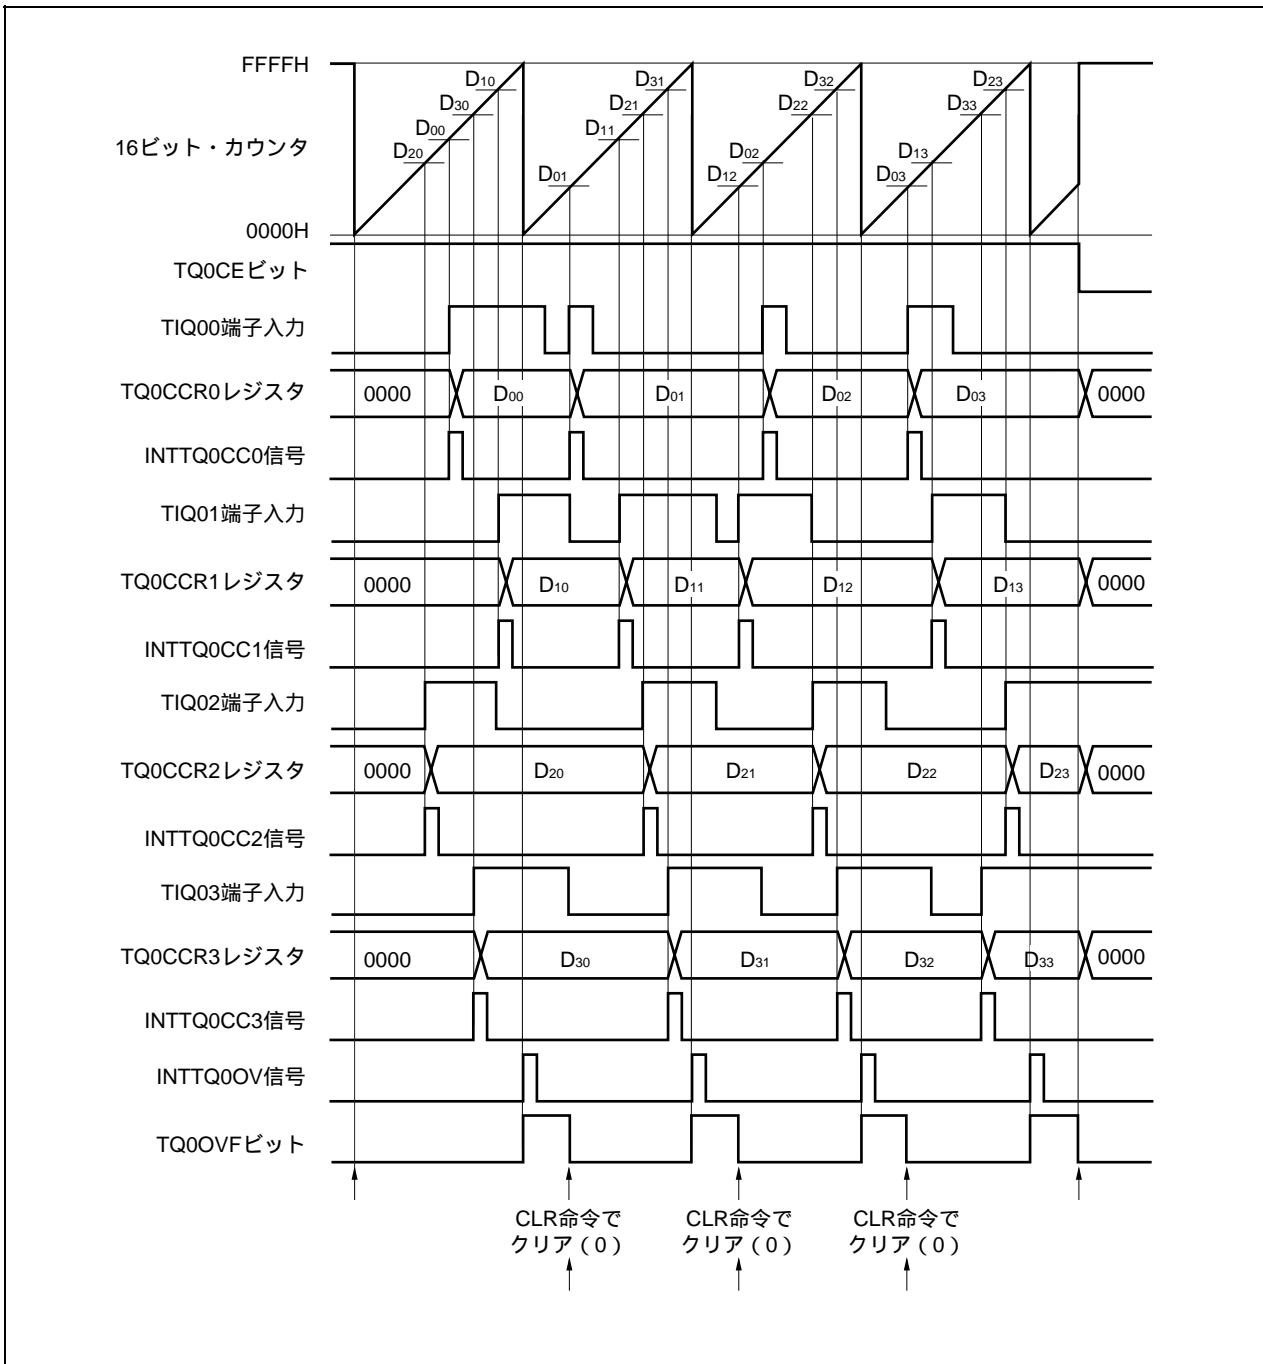 FFFFH
D10
D31
D32
D23
D30
D21
D22
D33
D00
D11
16ビット・カウンタ
D20
D02
D13
D01
D12
D03
0000H
TQ0CEビット
TIQ00端子入力
TQ0CCR0レジスタ
0000
D00
D01
D02
D03
0000
INTTQ0CC0信号
TIQ01端子入力
TQ0CCR1レジスタ
0000
D10
D11
D12
D13
0000
INTTQ0CC1信号
TIQ02端子入力
TQ0CCR2レジスタ
0000
D20
D21
D22
D23
0000
INTTQ0CC2信号
TIQ03端子入力
TQ0CCR3レジスタ
0000
D30
D31
D32
D33
0000
INTTQ0CC3信号
INTTQ0OV信号
TQ0OVFビット
CLR命令で
クリア(0)
CLR命令で
クリア(0)
CLR命令で
クリア(0)